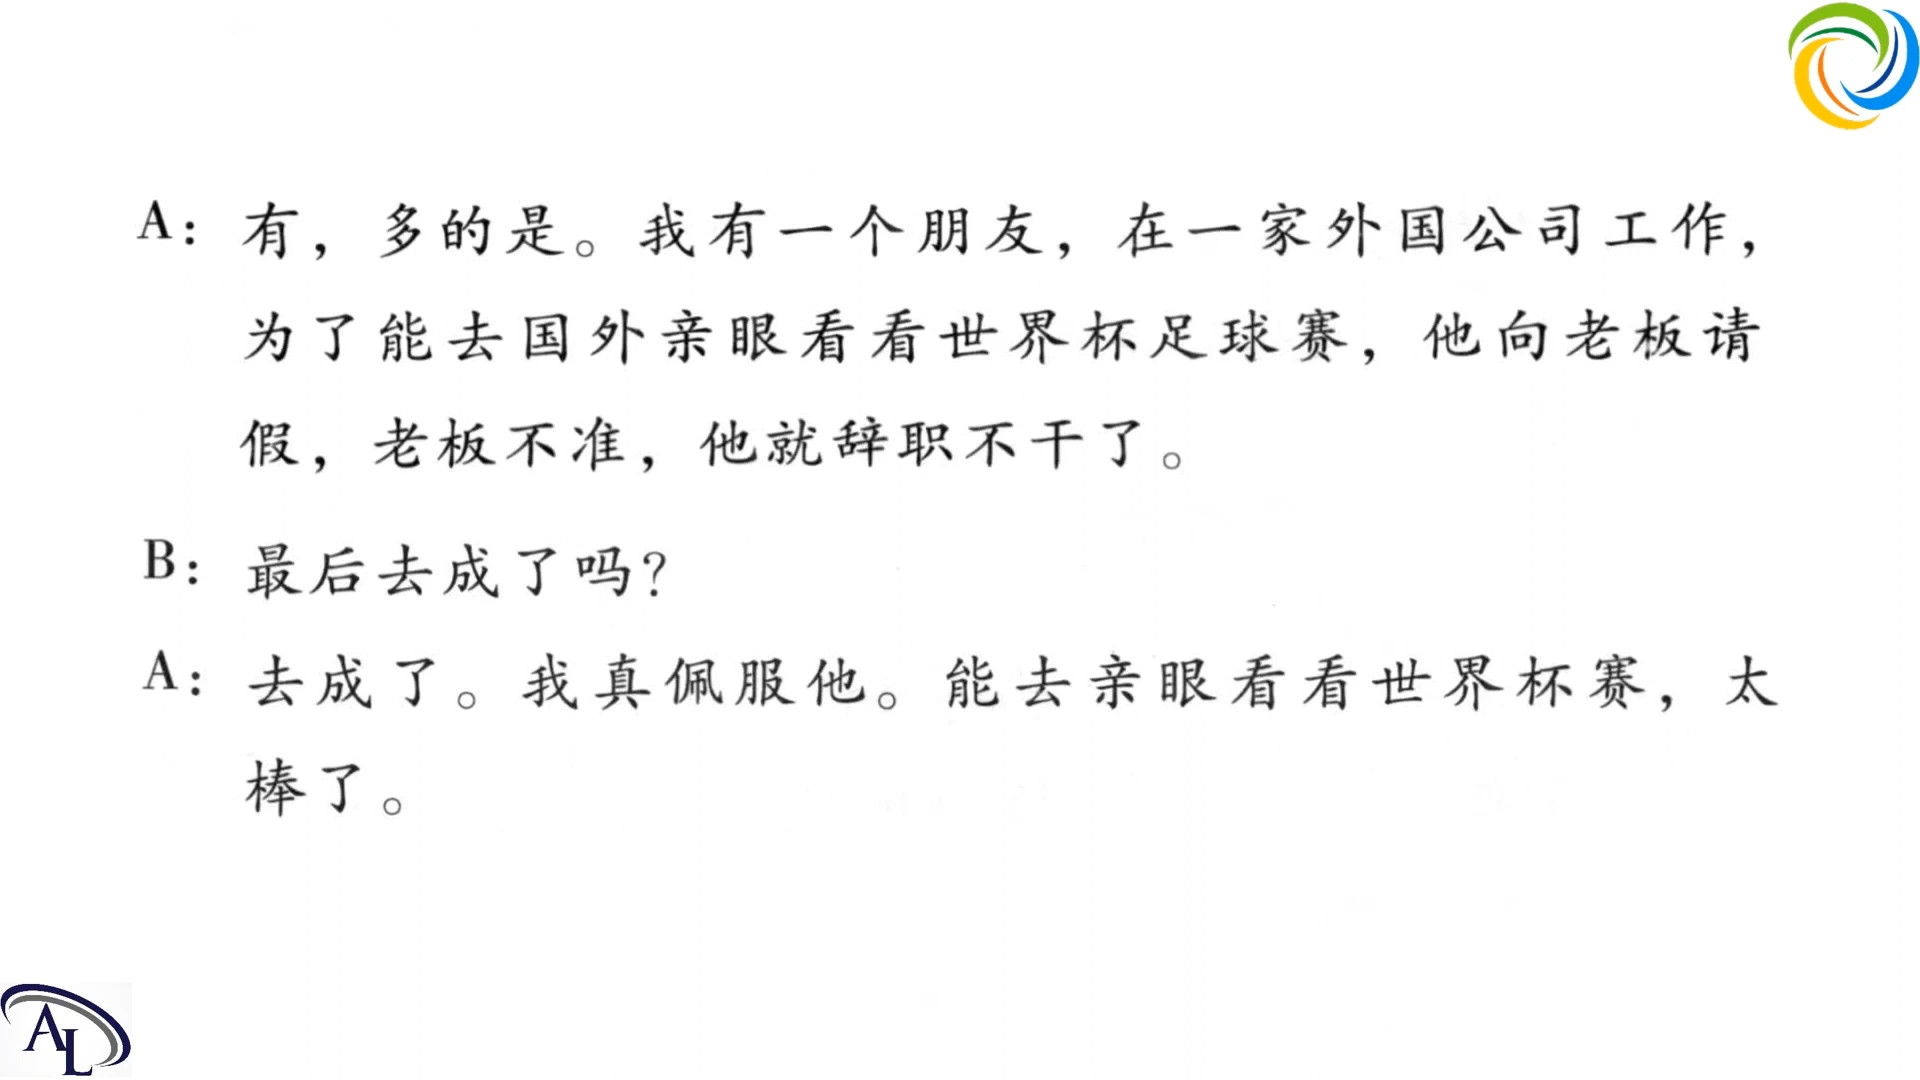 A：有，多的是。我有一个朋友，在一家外国公司工作，
为了能去国外亲眼看看世界杯足球赛，他向老板请
假，老板不准，他就辞职不干了。
B：最后去成了吗？
A：去成了。我真佩服他。能去亲眼看看世界杯赛，太
棒了。
AL